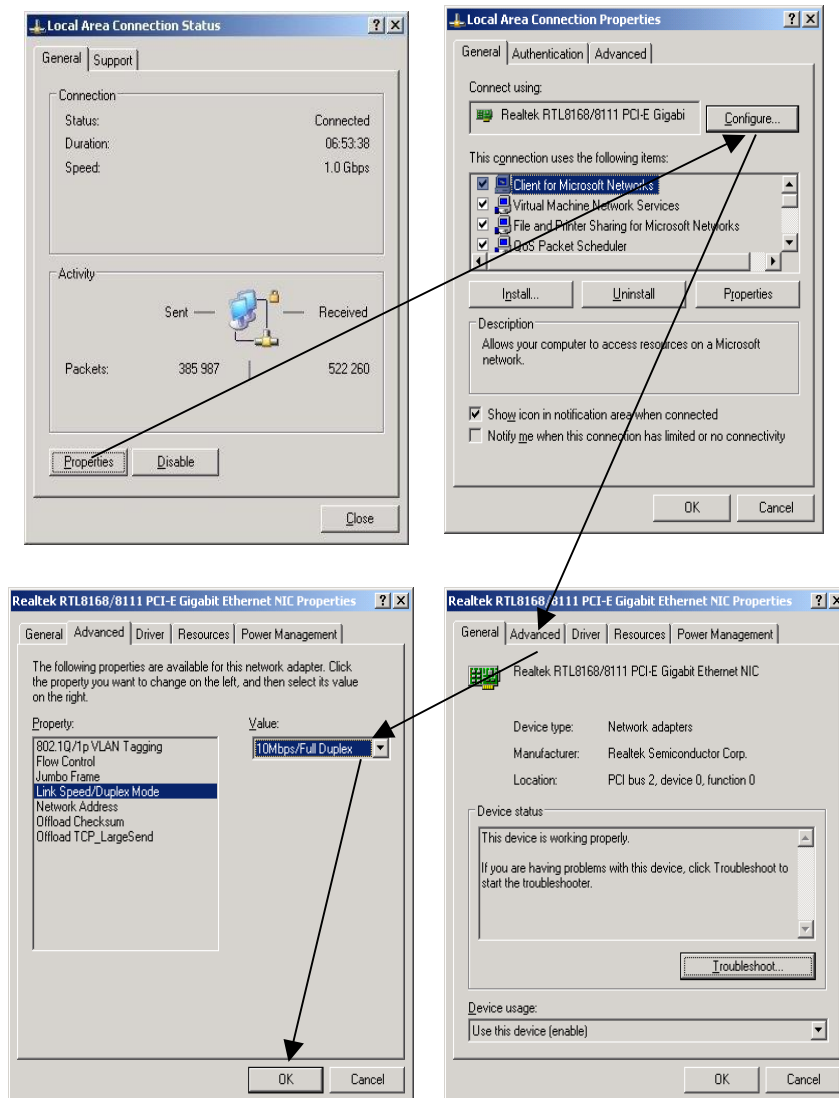 Local Area Connection Status
General Support
Connection
Status: Connected
Duration: 06:53:38
Speed: 1.0 Gbps
Activity
Sent — — Received
Packets: 385 987 522 260
Properties Disable
Close
Local Area Connection Properties
General Authentication Advanced
Connect using:
Realtek RTL8168/8111 PCI-E Gigabi Configure...
This connection uses the following items:
Client for Microsoft Networks
Virtual Machine Network Services
File and Printer Sharing for Microsoft Networks
QoS Packet Scheduler
Install... Uninstall Properties
Description
Allows your computer to access resources on a Microsoft
network.
Show icon in notification area when connected
Notify me when this connection has limited or no connectivity
OK Cancel
Realtek RTL8168/8111 PCI-E Gigabit Ethernet NIC Properties
General Advanced Driver Resources Power Management
The following properties are available for this network adapter. Click
the property you want to change on the left, and then select its value
on the right.
Property: Value:
802.1Q/1p VLAN Tagging 10Mbps/Full Duplex
Flow Control
Jumbo Frame
Link Speed/Duplex Mode
Network Address
Offload Checksum
Offload TCP_LargeSend
OK Cancel
Realtek RTL8168/8111 PCI-E Gigabit Ethernet NIC Properties
General Advanced Driver Resources Power Management
Realtek RTL8168/8111 PCI-E Gigabit Ethernet NIC
Device type: Network adapters
Manufacturer: Realtek Semiconductor Corp.
Location: PCI bus 2, device 0, function 0
Device status
This device is working properly.
If you are having problems with this device, click Troubleshoot to
start the troubleshooter.
Troubleshoot...
Device usage:
Use this device (enable)
OK Cancel